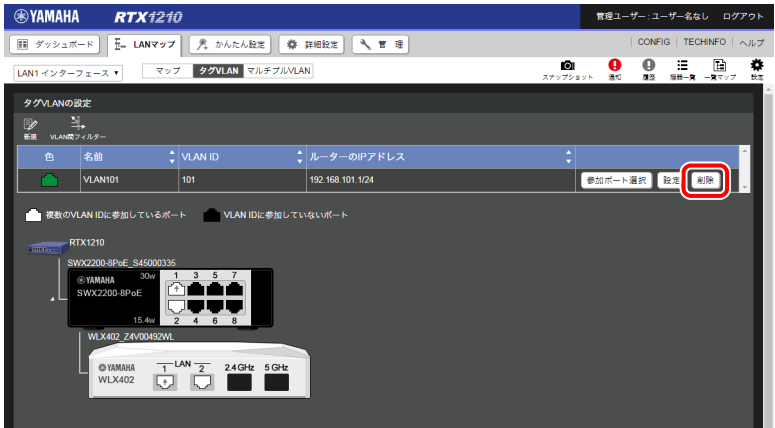 YAMAHA RTX1210 管理ユーザー：ユーザー名なし ログアウト
ダッシュボード LANマップ かんたん設定 詳細設定 管 理 CONFIG | TECHINFO | ヘルプ
LAN1 インターフェース ▼ マップ タグVLAN マルチプルVLAN スナップショット 通知 履歴 機器一覧 一覧マップ 設定
タグVLANの設定
新規 VLAN間フィルター
色 名前 VLAN ID ルーターのIPアドレス
VLAN101 101 192.168.101.1/24 参加ポート選択 設定 削除
複数のVLAN IDに参加しているポート VLAN IDに参加していないポート
RTX1210
SWX2200-8PoE_S45000335
YAMAHA 30w 1 3 5 7
SWX2200-8PoE
15.4w 2 4 6 8
WLX402_Z4V00492WL
YAMAHA 1 LAN 2 2.4 GHz 5 GHz
WLX402